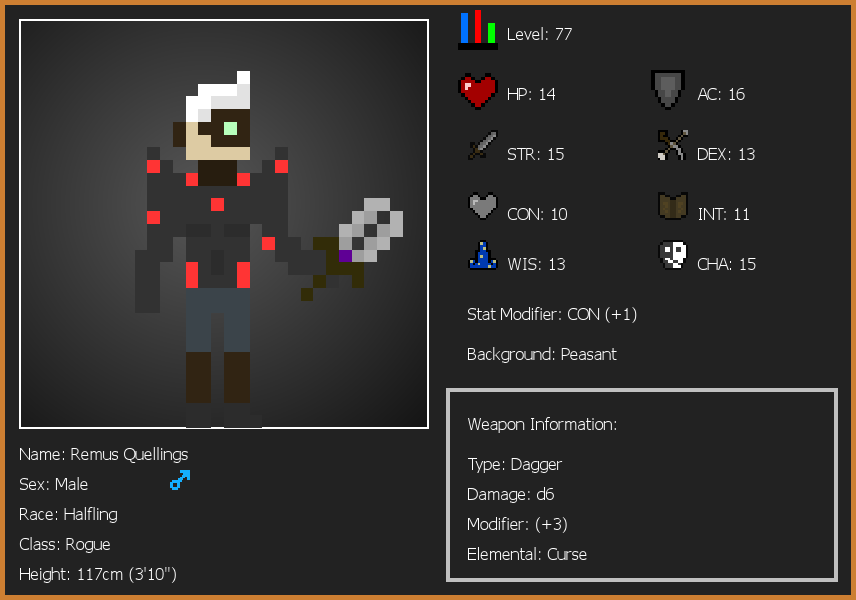 Level: 77
HP: 14
AC: 16
STR: 15
DEX: 13
CON: 10
INT: 11
WIS: 13
CHA: 15
Stat Modifier: CON (+1)
Background: Peasant
Weapon Information:
Type: Dagger
Damage: d6
Modifier: (+3)
Elemental: Curse
Name: Remus Quellings
Sex: Male
Race: Halfling
Class: Rogue
Height: 117cm (3'10")